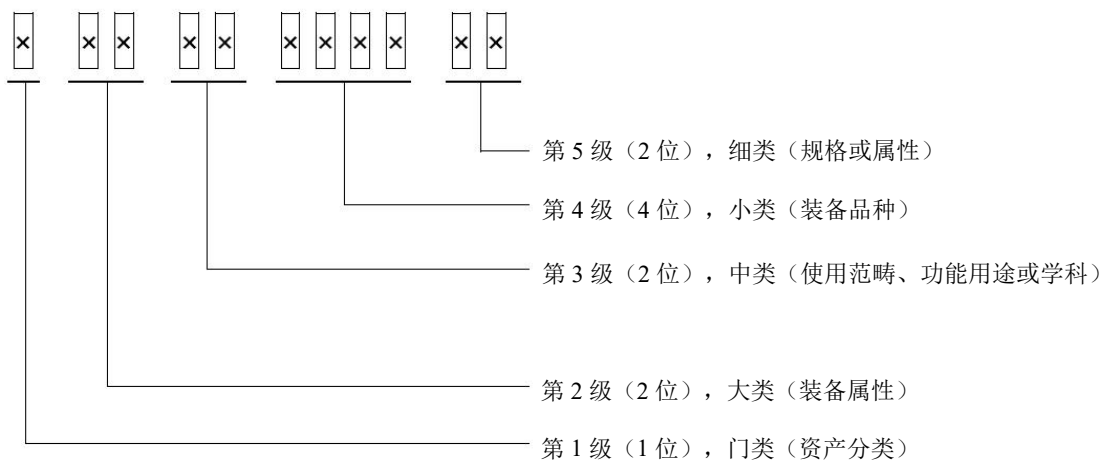 × ×× ×× ×××× ××
第 5 级（2 位），细类（规格或属性）
第 4 级（4 位），小类（装备品种）
第 3 级（2 位），中类（使用范畴、功能用途或学科）
第 2 级（2 位），大类（装备属性）
第 1 级（1 位），门类（资产分类）